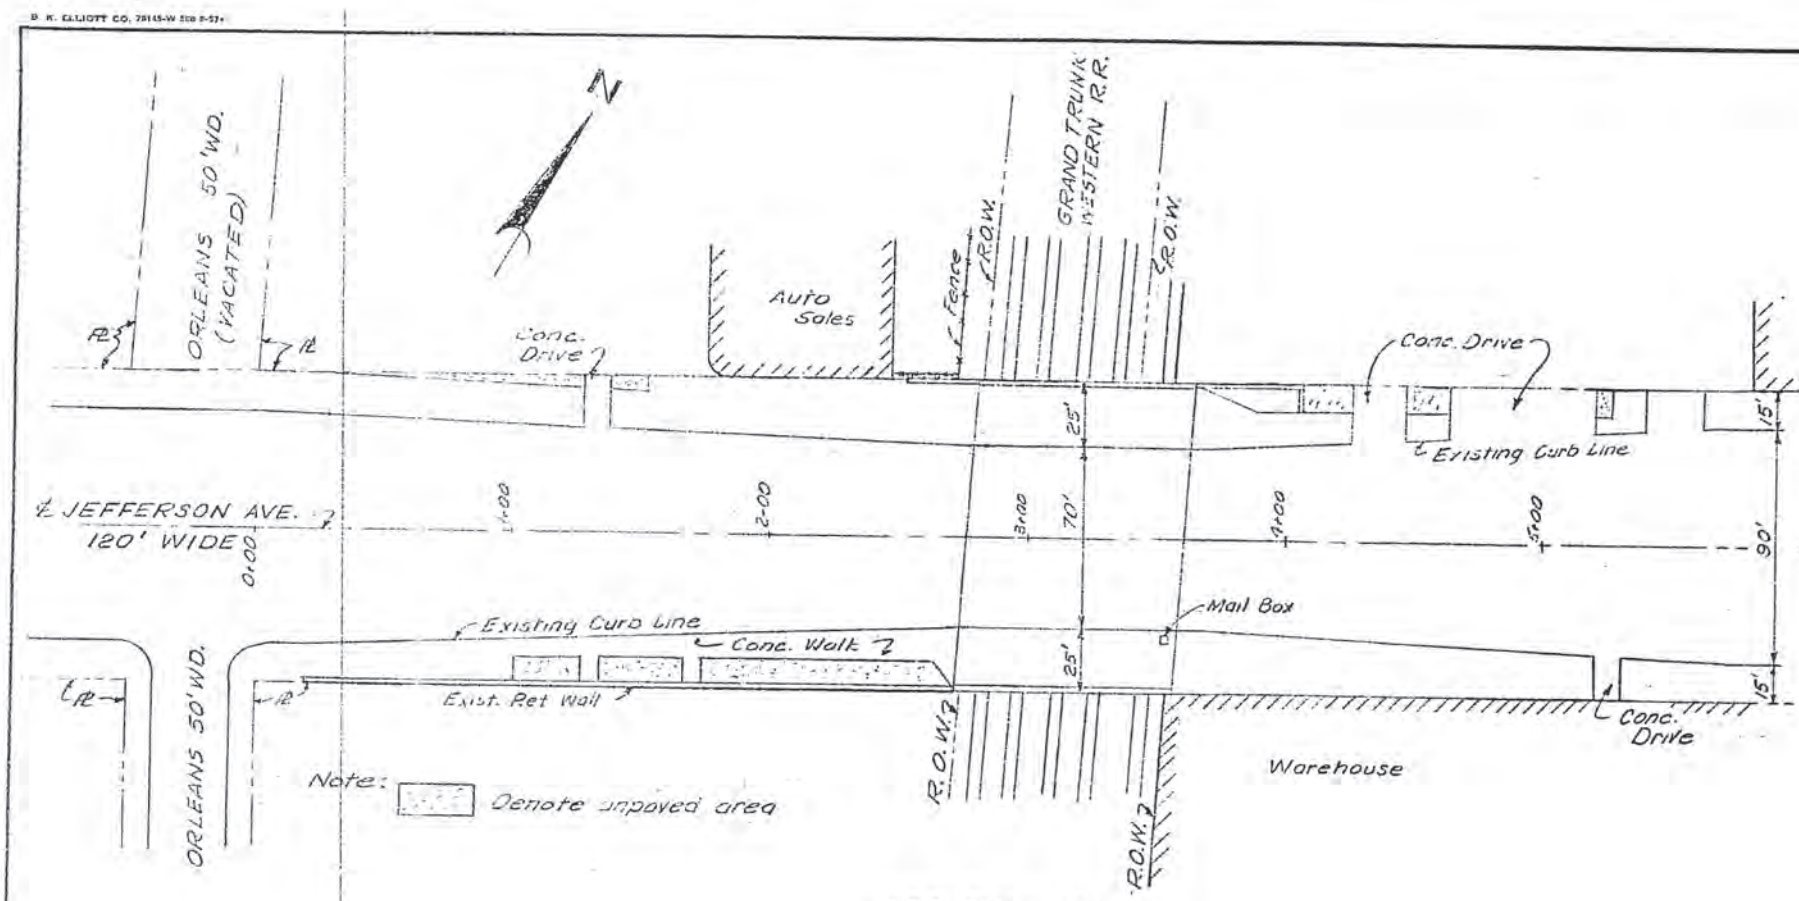 B. K. ELLIOTT CO.
N
GRAND TRUNK
WESTERN R.R.
ORLEANS 50'WD.
(VACATED)
R.O.W.
R.O.W.
Fence
Auto
Sales
Conc.
Drive
Conc. Drive
℄
℄
25'
15'
Existing Curb Line
℄ JEFFERSON AVE.
120' WIDE
0+00
1+00
2+00
3+00
70'
4+00
5+00
90'
Mail Box
Existing Curb Line
Conc. Walk
25'
15'
ORLEANS 50'WD.
Exist. Ret Wall
Conc.
Drive
R.O.W.
R.O.W.
Warehouse
Note:
Denote unpaved area